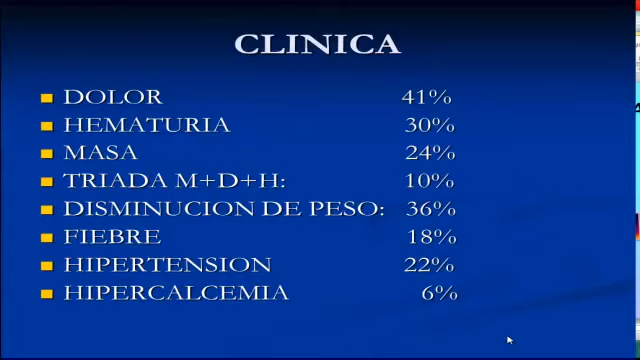 CLINICA
DOLOR 41%
HEMATURIA 30%
MASA 24%
TRIADA M+D+H: 10%
DISMINUCION DE PESO: 36%
FIEBRE 18%
HIPERTENSION 22%
HIPERCALCEMIA 6%